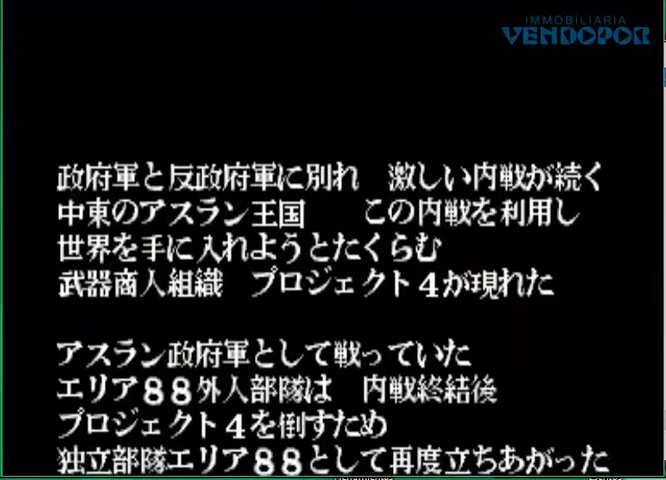 IMMOBILIARIA
VENDOPOR
政府軍と反政府軍に別れ　激しい内戦が続く
中東のアスラン王国　　この内戦を利用し
世界を手に入れようとたくらむ
武器商人組織　プロジェクト４が現れた
アスラン政府軍として戦っていた
エリア８８外人部隊は　内戦終結後
プロジェクト４を倒すため
独立部隊エリア８８として再度立ちあがった